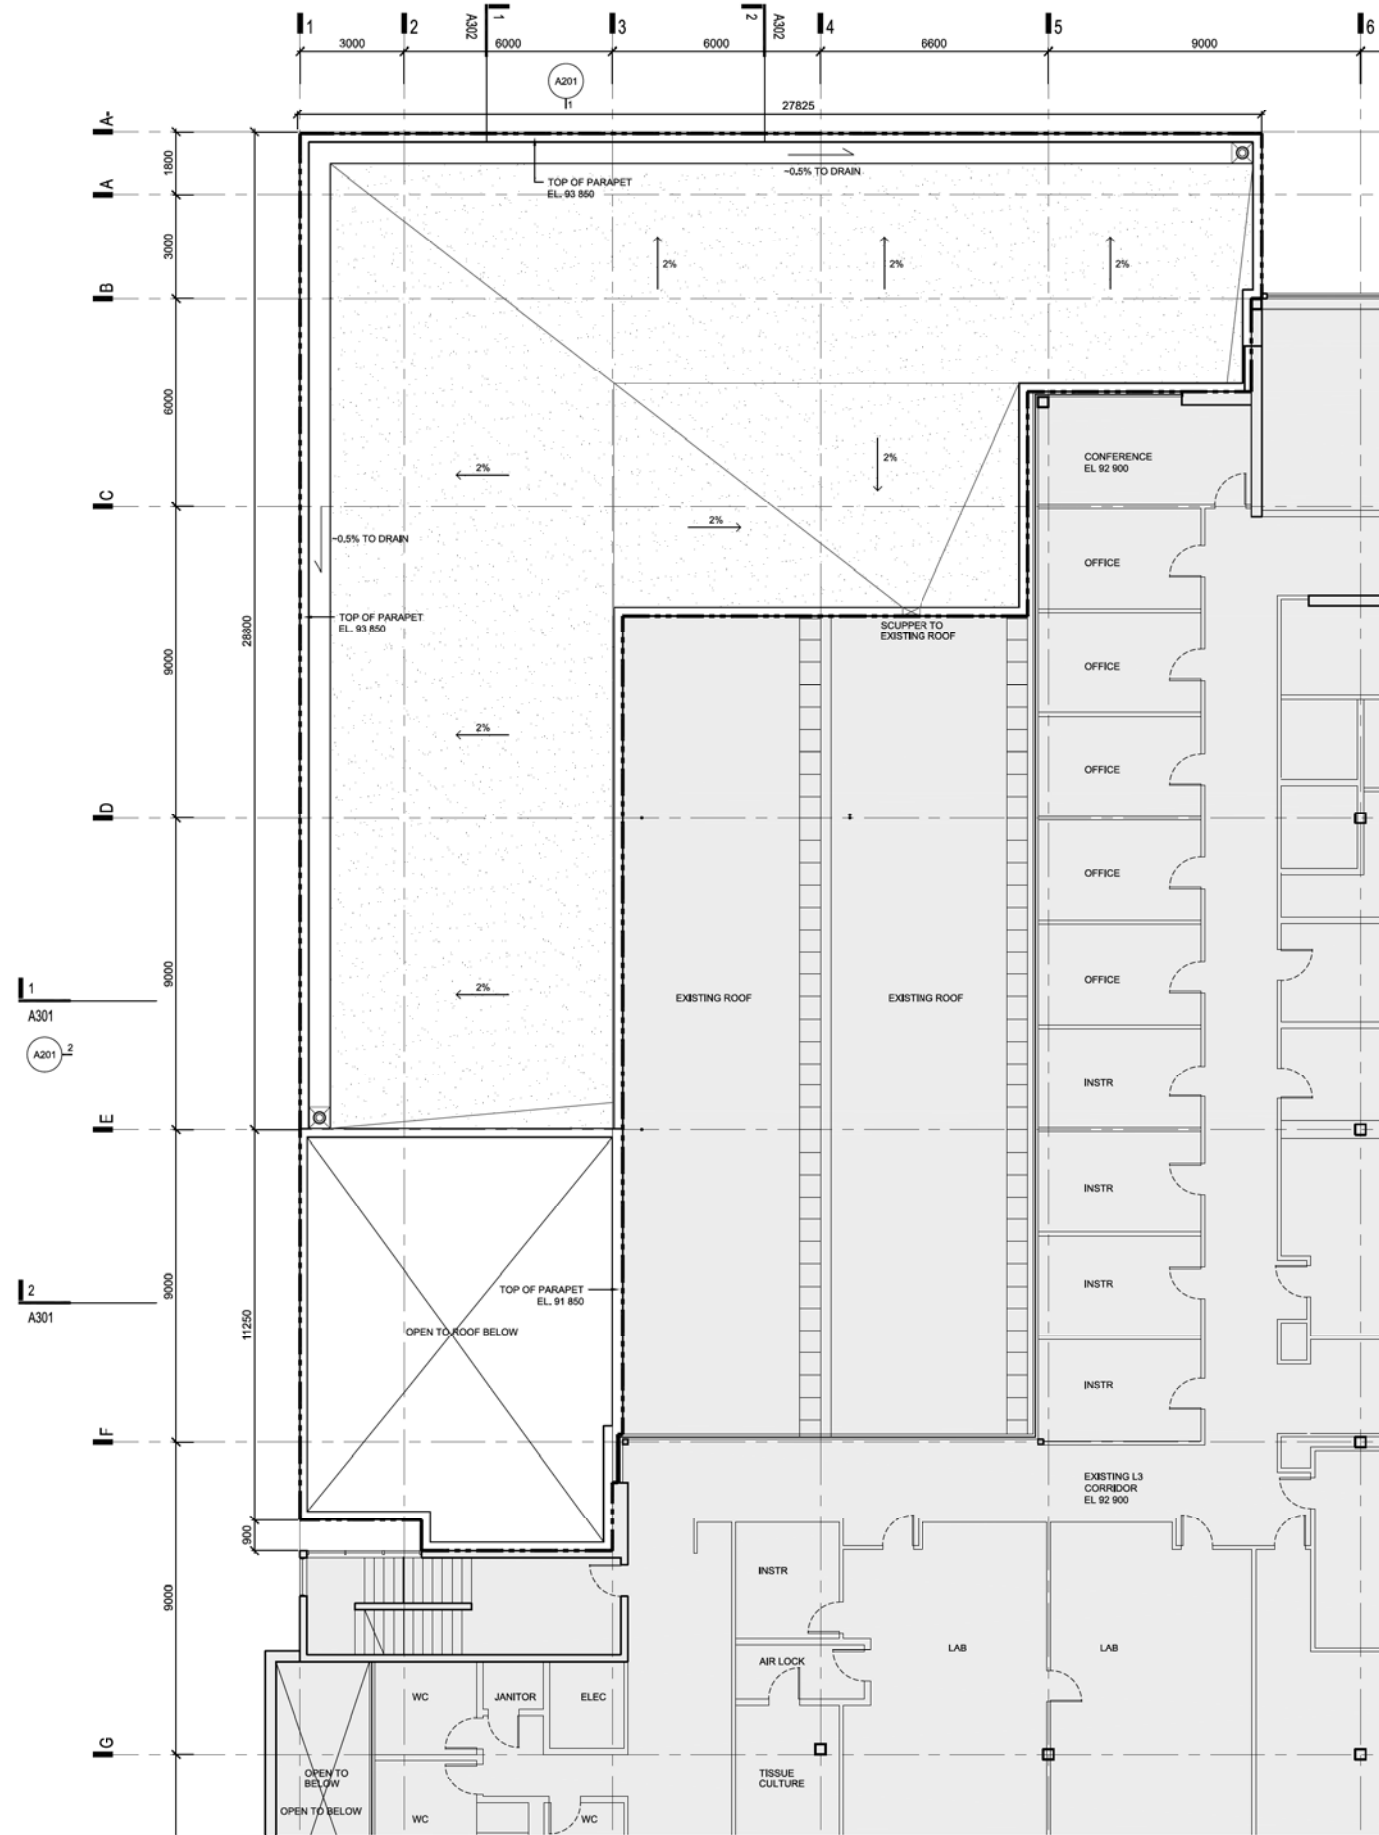 1
2
3
4
5
6
A302
1
2
A302
3000
6000
6000
6600
9000
A201
1
27825
A-
A
B
C
D
E
F
G
1800
3000
6000
9000
9000
9000
9000
28800
11250
900
~0.5% TO DRAIN
TOP OF PARAPET
EL. 93 850
2%
2%
2%
2%
2%
2%
CONFERENCE
EL 92 900
~0.5% TO DRAIN
OFFICE
TOP OF PARAPET
EL. 93 850
SCUPPER TO
EXISTING ROOF
OFFICE
2%
OFFICE
OFFICE
2%
EXISTING ROOF
EXISTING ROOF
OFFICE
1
A301
A201
2
INSTR
INSTR
2
A301
TOP OF PARAPET
EL. 91 850
INSTR
OPEN TO ROOF BELOW
INSTR
EXISTING L3
CORRIDOR
EL 92 900
INSTR
LAB
LAB
AIR LOCK
WC
JANITOR
ELEC
OPEN TO
BELOW
TISSUE
CULTURE
OPEN TO BELOW
WC
WC